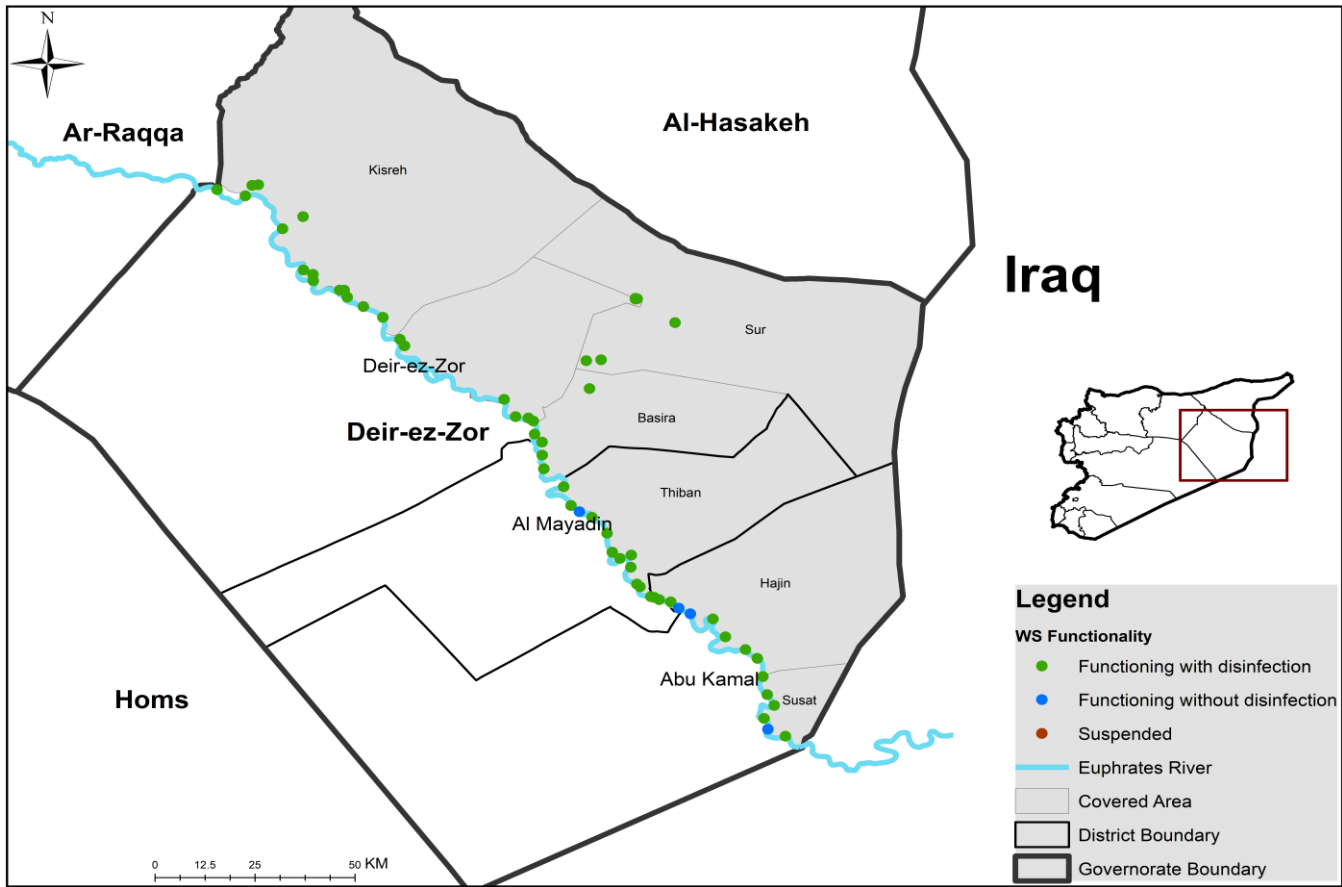 N
Ar-Raqqa
Al-Hasakeh
Kisreh
Iraq
Sur
Deir-ez-Zor
Basira
Deir-ez-Zor
Thiban
Al Mayadin
Hajin
Abu Kamal
Susat
Homs
0 12.5 25 50 KM
Legend
WS Functionality
Functioning with disinfection
Functioning without disinfection
Suspended
Euphrates River
Covered Area
District Boundary
Governorate Boundary